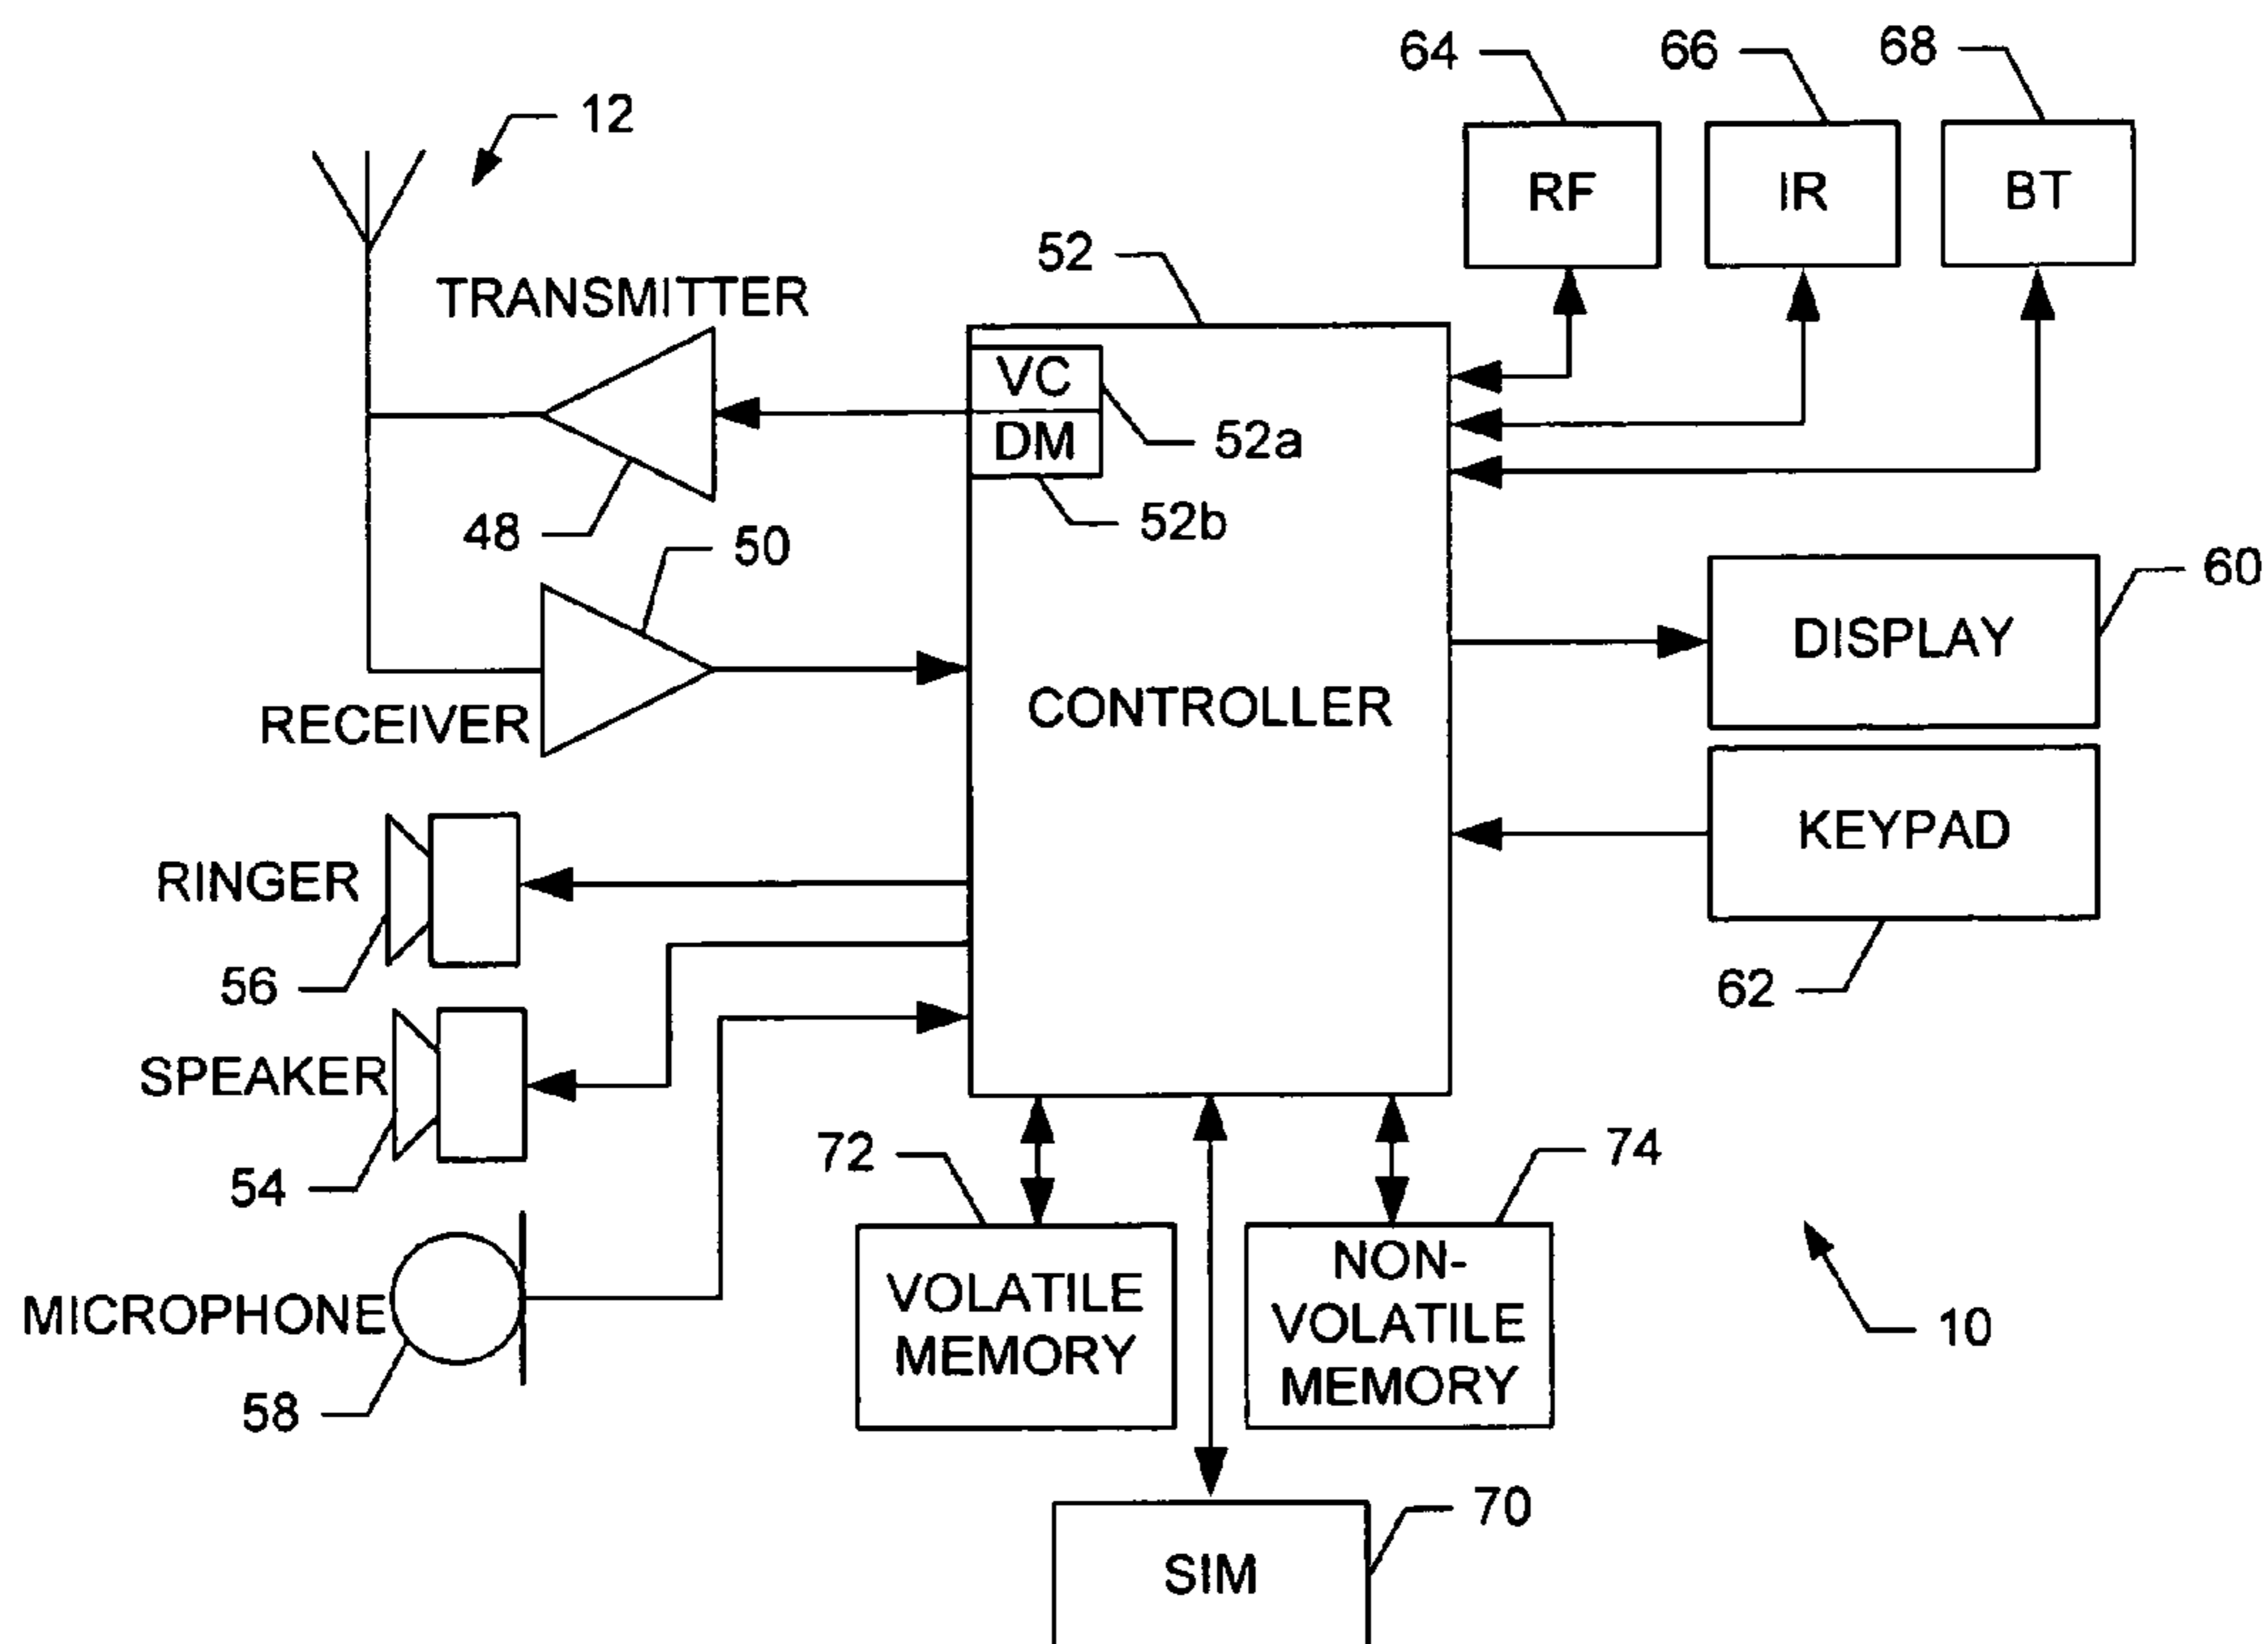 64
66
68
12
RF
IR
BT
52
TRANSMITTER
VC
DM
52a
52b
48
50
60
DISPLAY
CONTROLLER
RECEIVER
KEYPAD
RINGER
56
62
SPEAKER
54
72
74
MICROPHONE
58
VOLATILE
MEMORY
NON-
VOLATILE
MEMORY
10
70
SIM